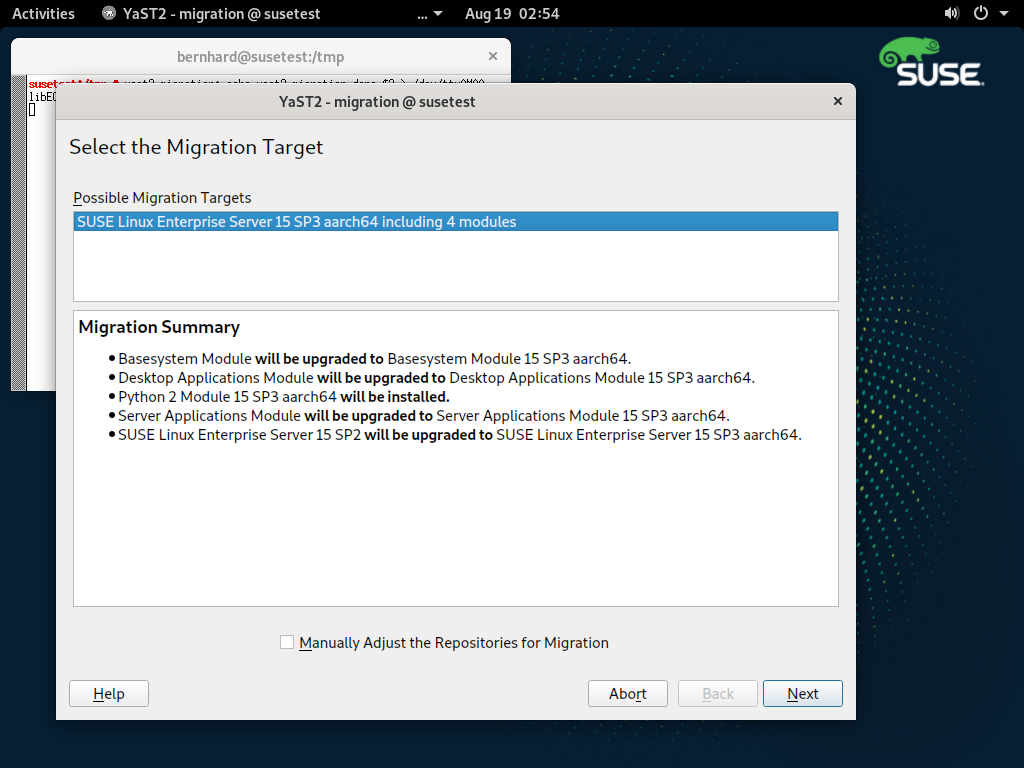 Activities YaST2 - migration @ susetest ... Aug 19 02:54
bernhard@susetest:/tmp
SUSE
YaST2 - migration @ susetest
Select the Migration Target
Possible Migration Targets
SUSE Linux Enterprise Server 15 SP3 aarch64 including 4 modules
Migration Summary
Basesystem Module will be upgraded to Basesystem Module 15 SP3 aarch64.
Desktop Applications Module will be upgraded to Desktop Applications Module 15 SP3 aarch64.
Python 2 Module 15 SP3 aarch64 will be installed.
Server Applications Module will be upgraded to Server Applications Module 15 SP3 aarch64.
SUSE Linux Enterprise Server 15 SP2 will be upgraded to SUSE Linux Enterprise Server 15 SP3 aarch64.
Manually Adjust the Repositories for Migration
Help Abort Back Next